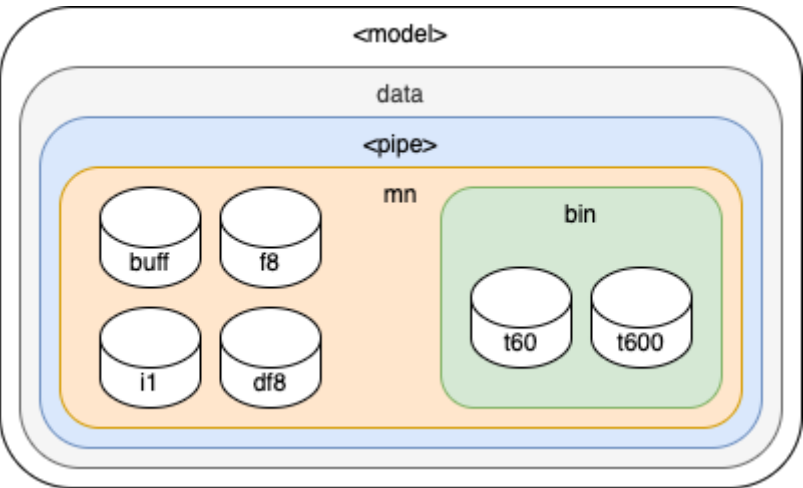 <model>
data
<pipe>
mn
bin
buff
f8
t60
t600
i1
df8